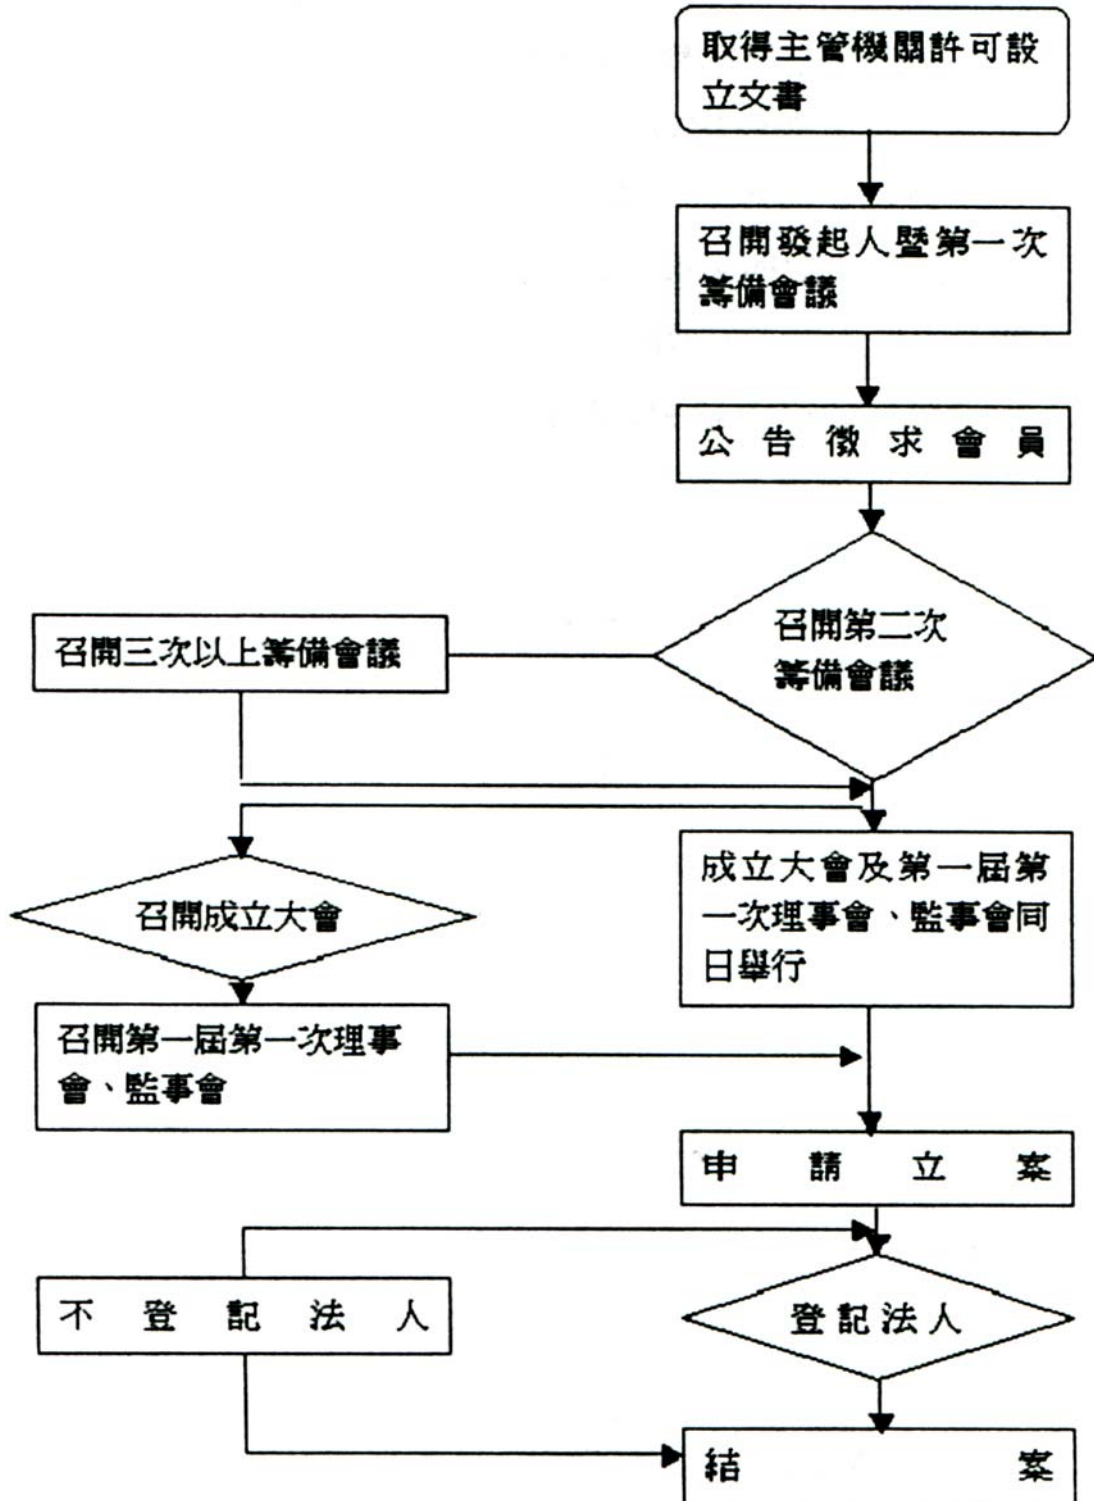 取得主管機關許可設
立文書
召開發起人暨第一次
籌備會議
公告徵求會員
召開第二次
籌備會議
召開三次以上籌備會議
成立大會及第一屆第
一次理事會、監事會同
日舉行
召開成立大會
召開第一屆第一次理事
會、監事會
申請立案
登記法人
不登記法人
結案